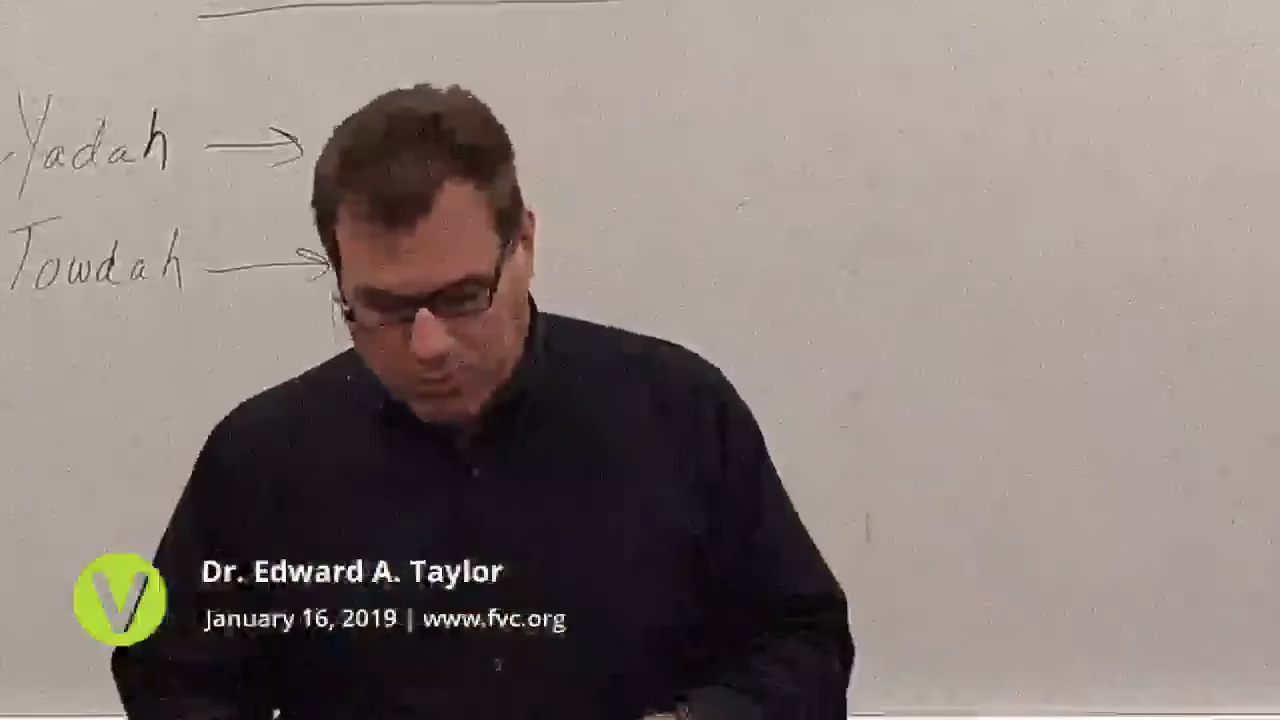 Yadah →
Towdah →
V
Dr. Edward A. Taylor
January 16, 2019 | www.fvc.org